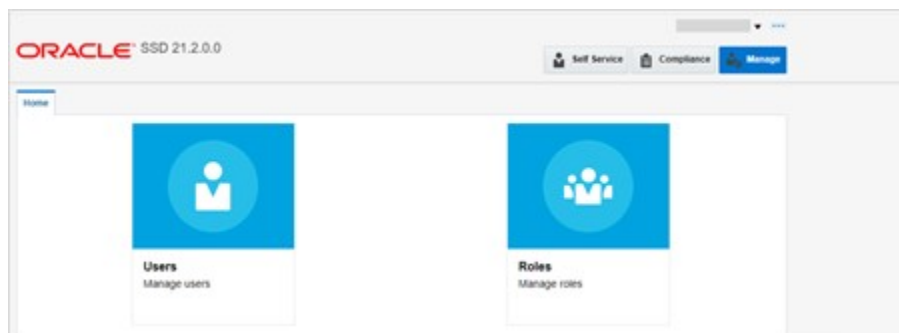 ORACLE SSD 21.2.0.0
Self Service Compliance Manage
Home
Users
Manage users
Roles
Manage roles